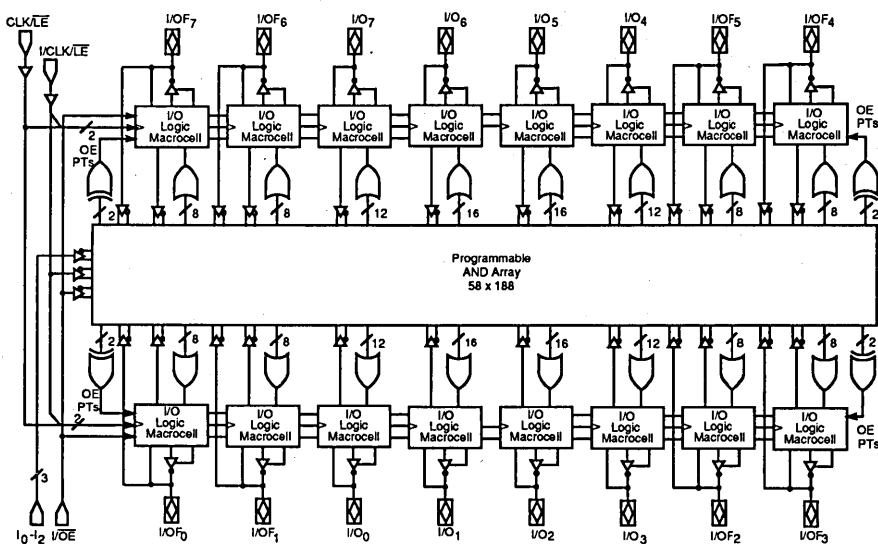 CLK/LE
I/CLK/LE
I/OF7
I/OF6
I/O7
I/O6
I/O5
I/O4
I/OF5
I/OF4
I/O Logic Macrocell
I/O Logic Macrocell
I/O Logic Macrocell
I/O Logic Macrocell
I/O Logic Macrocell
I/O Logic Macrocell
I/O Logic Macrocell
I/O Logic Macrocell
OE PTs
2
OE PTs
2
8
8
12
16
16
12
8
8
2
Programmable
AND Array
58 x 188
2
8
8
12
16
16
12
8
8
2
OE PTs
2
I/O Logic Macrocell
I/O Logic Macrocell
I/O Logic Macrocell
I/O Logic Macrocell
I/O Logic Macrocell
I/O Logic Macrocell
I/O Logic Macrocell
I/O Logic Macrocell
OE PTs
3
I0-I2
I/OE
I/OF0
I/OF1
I/O0
I/O1
I/O2
I/O3
I/OF2
I/OF3